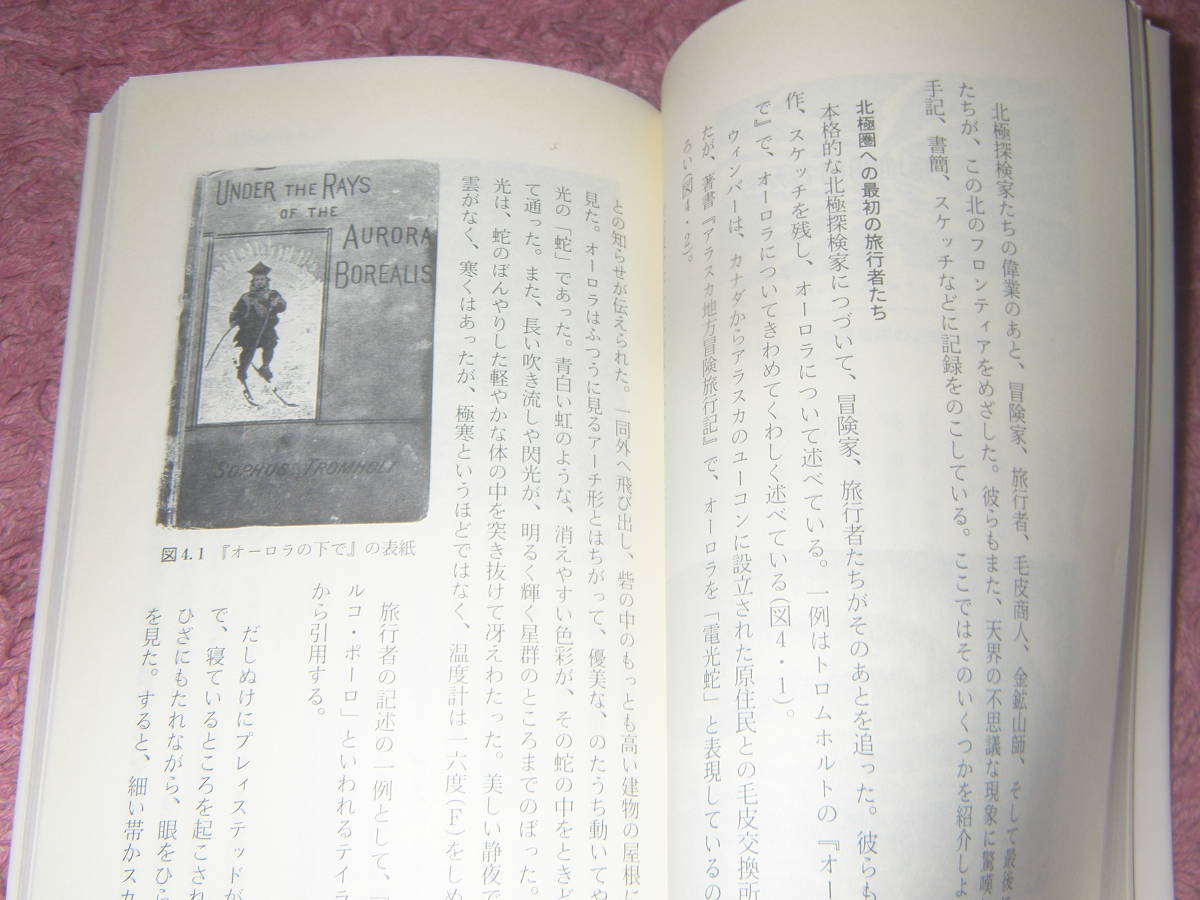 北極探検家たちの偉業のあと、冒険家、旅行者、毛皮商人、金鉱山師、そして最後に
たちが、この北のフロンティアをめざした。彼らもまた、天界の不思議な現象に驚嘆
手記、書簡、スケッチなどに記録をのこしている。ここではそのいくつかを紹介しよ
北極圏への最初の旅行者たち
本格的な北極探検家につづいて、冒険家、旅行者たちがそのあとを追った。彼らも
作、スケッチを残し、オーロラについて述べている。一例はトロムホルトの『オー
で』で、オーロラについてきわめてくわしく述べている(図4・1)。
ウィンパーは、カナダからアラスカのユーコンに設立された原住民との毛皮交換所
たが、著書『アラスカ地方冒険旅行記』で、オーロラを「電光蛇」と表現しているの
ろい(図4・2)。
との知らせが伝えられた。一同外へ飛び出し、砦の中のもっとも高い建物の屋根に
見た。オーロラはふつうに見るアーチ形とはちがって、優美な、のたうち動いてや
光の「蛇」であった。青白い虹のような、消えやすい色彩が、その蛇の中をときど
て通った。また、長い吹き流しや閃光が、明るく輝く星群のところまでのぼった。
光は、蛇のぼんやりした軽やかな体の中を突き抜けて冴えわたった。美しい静夜で
雲がなく、寒くはあったが、極寒というほどではなく、温度計は一六度(F)をしめ
UNDER THE RAYS
OF THE
AURORA
BOREALIS
SOPHUS TROMHOLT
図4.1 『オーロラの下で』の表紙
旅行者の記述の一例として、「
ルコ・ポーロ」といわれるテイラ
から引用する。
だしぬけにブレィステッドが
で、寝ているところを起こされ
ひざにもたれながら、眼をひら
を見た。すると、細い帯かスカ